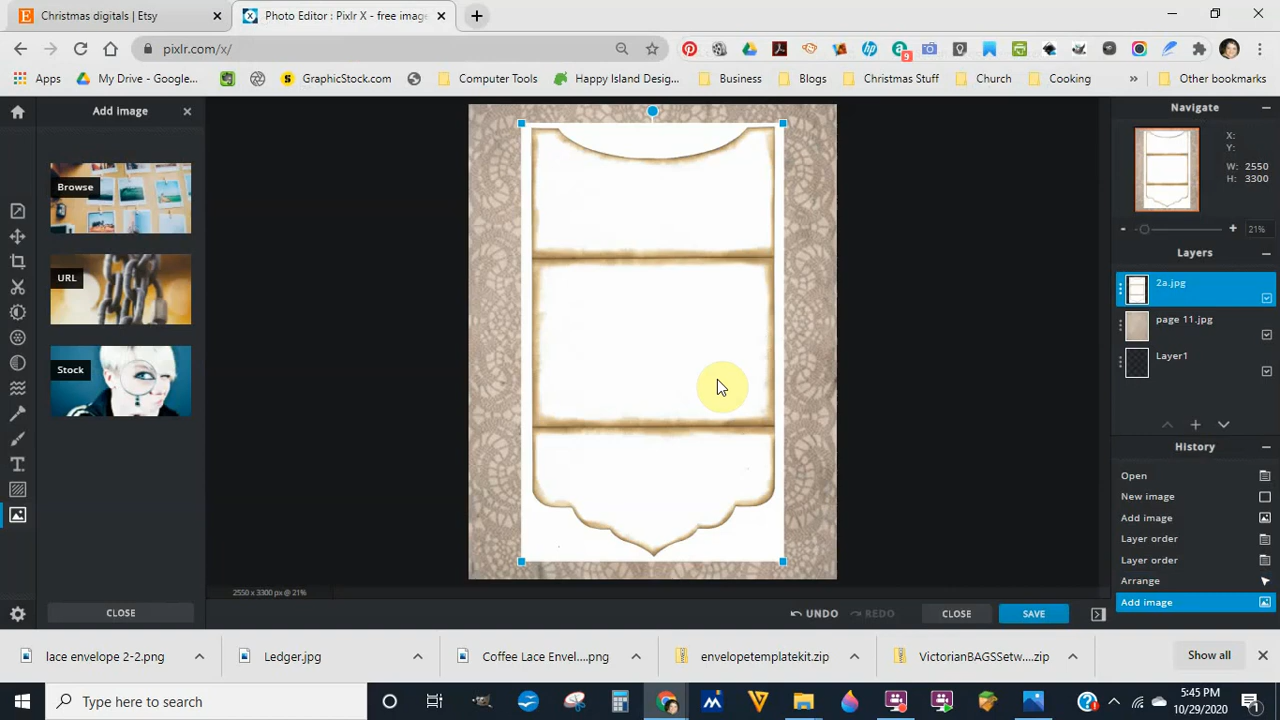 Christmas digitals | Etsy
Photo Editor : Pixlr X - free image
pixlr.com/x/
9
Apps
My Drive - Google...
GraphicStock.com
Computer Tools
Happy Island Desig...
Business
Blogs
Christmas Stuff
Church
Cooking
»
Other bookmarks
Add Image
Browse
URL
Stock
CLOSE
2550 x 3300 px @ 21%
UNDO
REDO
CLOSE
SAVE
Navigate
X:
Y:
W: 2550
H: 3300
21%
Layers
2a.jpg
page 11.jpg
Layer1
History
Open
New image
Add image
Layer order
Layer order
Arrange
Add image
lace envelope 2-2.png
Ledger.jpg
Coffee Lace Envel....png
envelopetemplatekit.zip
VictorianBAGSSetw....zip
Show all
Type here to search
5:45 PM
10/29/2020
1